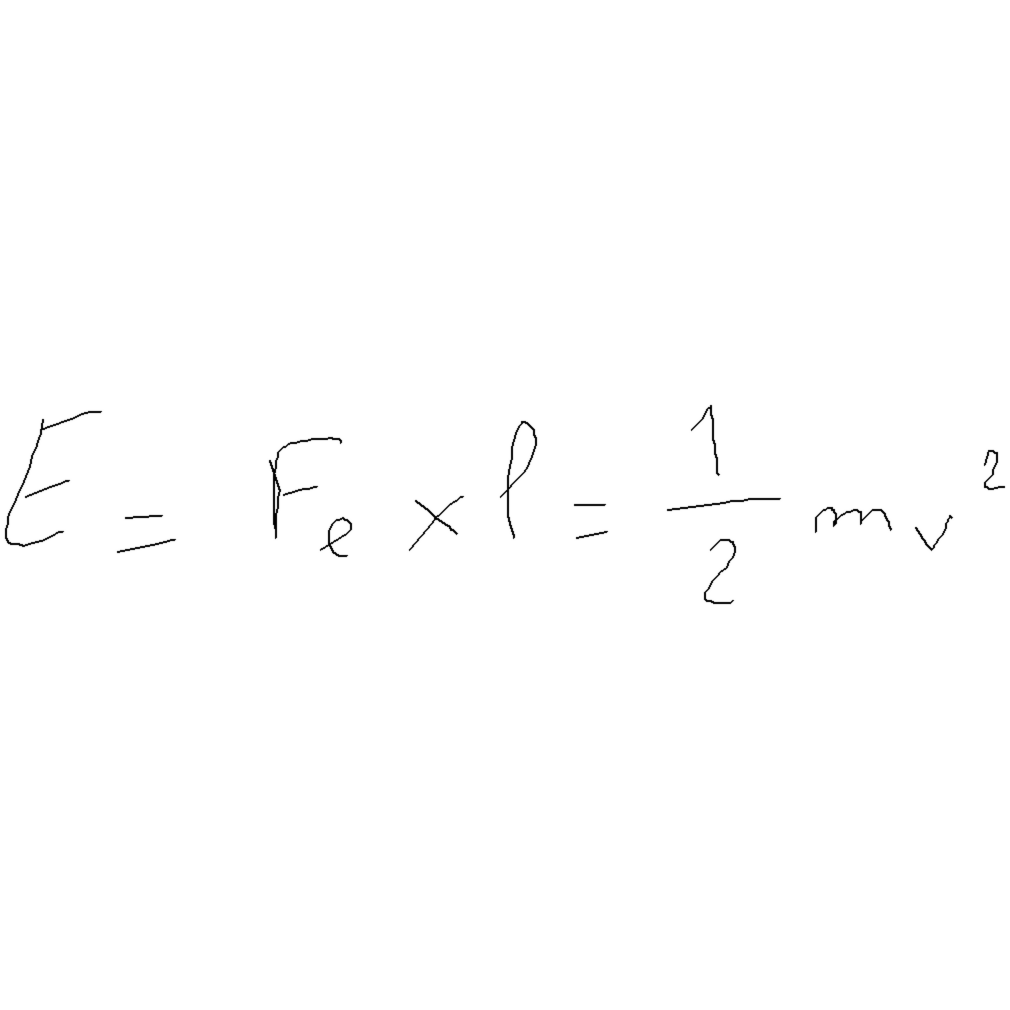 E = Fₑ × l = 1/2 mv²